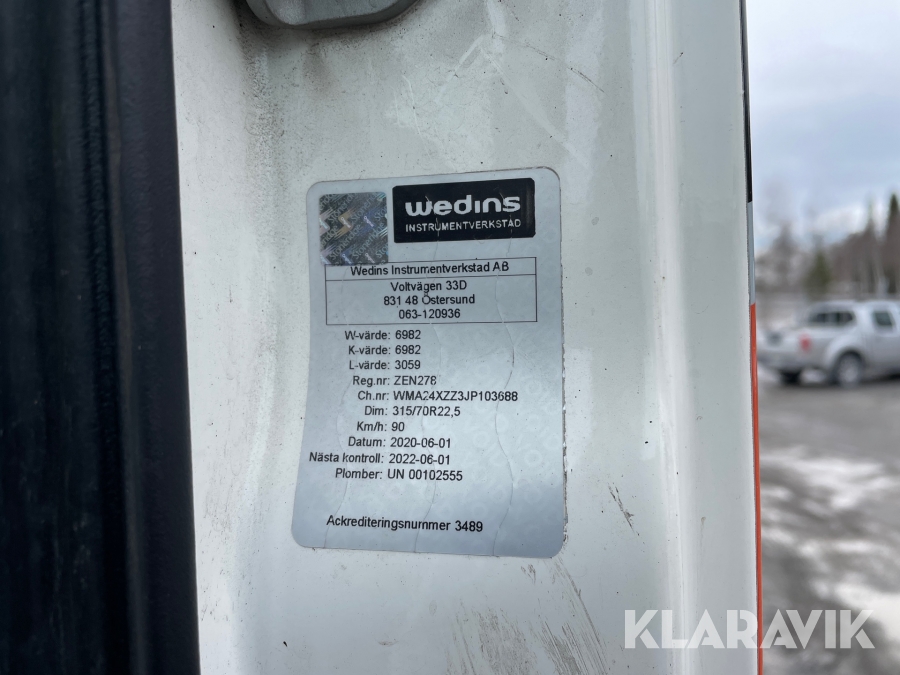 wedins
INSTRUMENTVERKSTAD
Wedins Instrumentverkstad AB
Voltvägen 33D
831 48 Östersund
063-120936
W-värde: 6982
K-värde: 6982
L-värde: 3059
Reg.nr: ZEN278
Ch.nr: WMA24XZZ3JP103688
Dim: 315/70R22,5
Km/h: 90
Datum: 2020-06-01
Nästa kontroll: 2022-06-01
Plomber: UN 00102555
Ackrediteringsnummer 3489
KLARAVIK